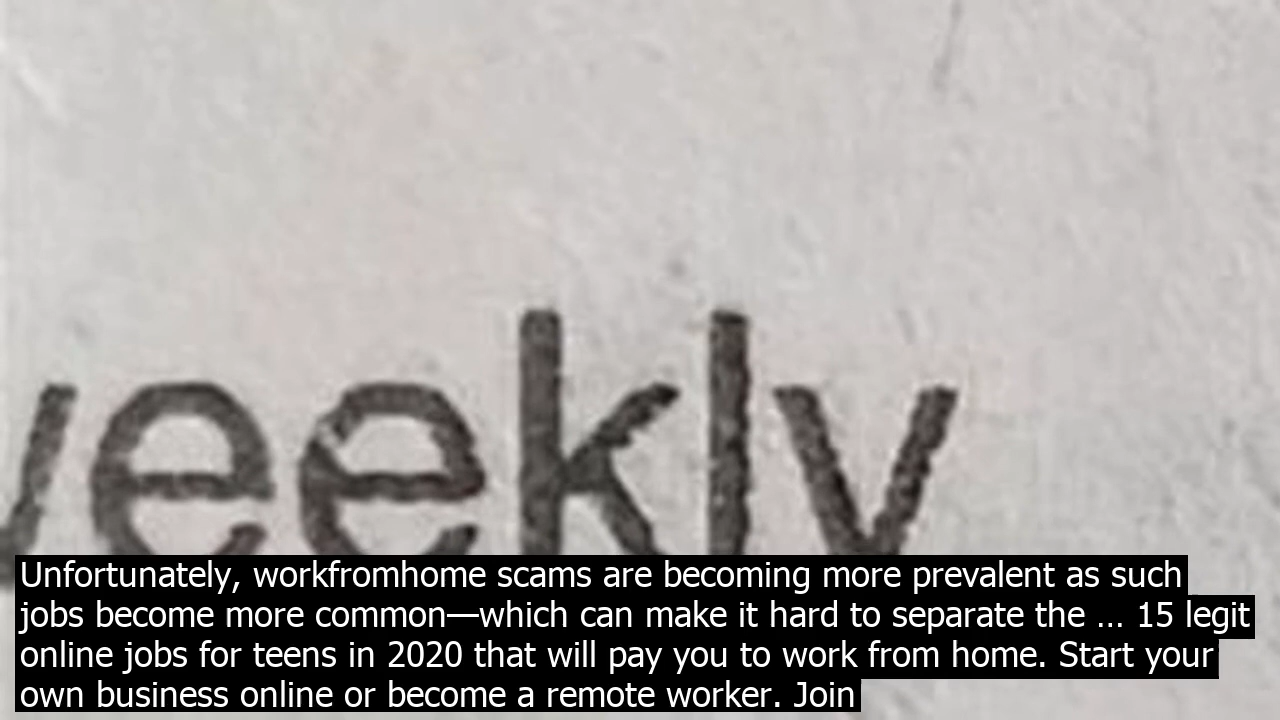 weekly
Unfortunately, workfromhome scams are becoming more prevalent as such
jobs become more common—which can make it hard to separate the ... 15 legit
online jobs for teens in 2020 that will pay you to work from home. Start your
own business online or become a remote worker. Join